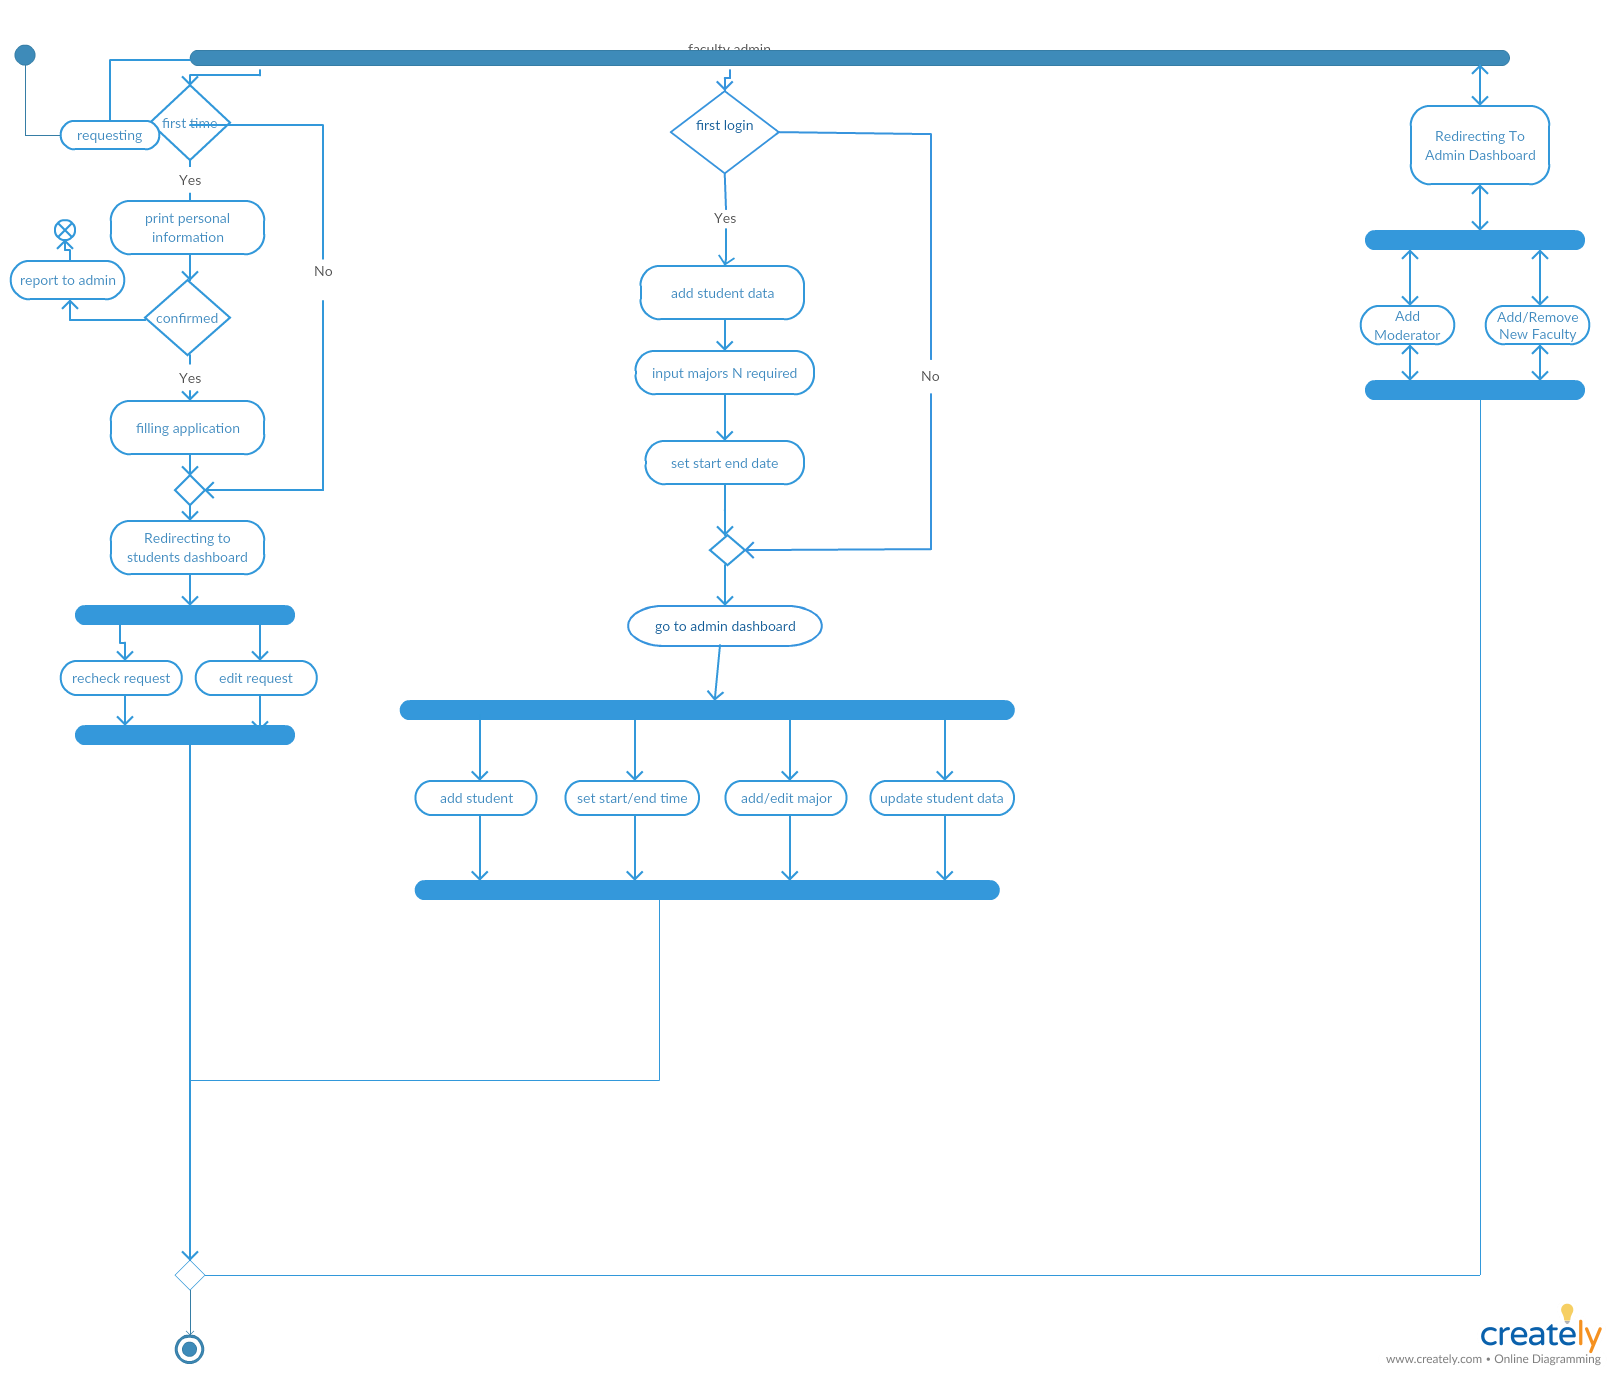 faculty admin
first time
requesting
Yes
print personal
information
report to admin
No
confirmed
Yes
filling application
Redirecting to
students dashboard
recheck request
edit request
first login
Yes
add student data
input majors N required
No
set start end date
go to admin dashboard
add student
set start/end time
add/edit major
update student data
Redirecting To
Admin Dashboard
Add
Moderator
Add/Remove
New Faculty
creately
www.creately.com • Online Diagramming